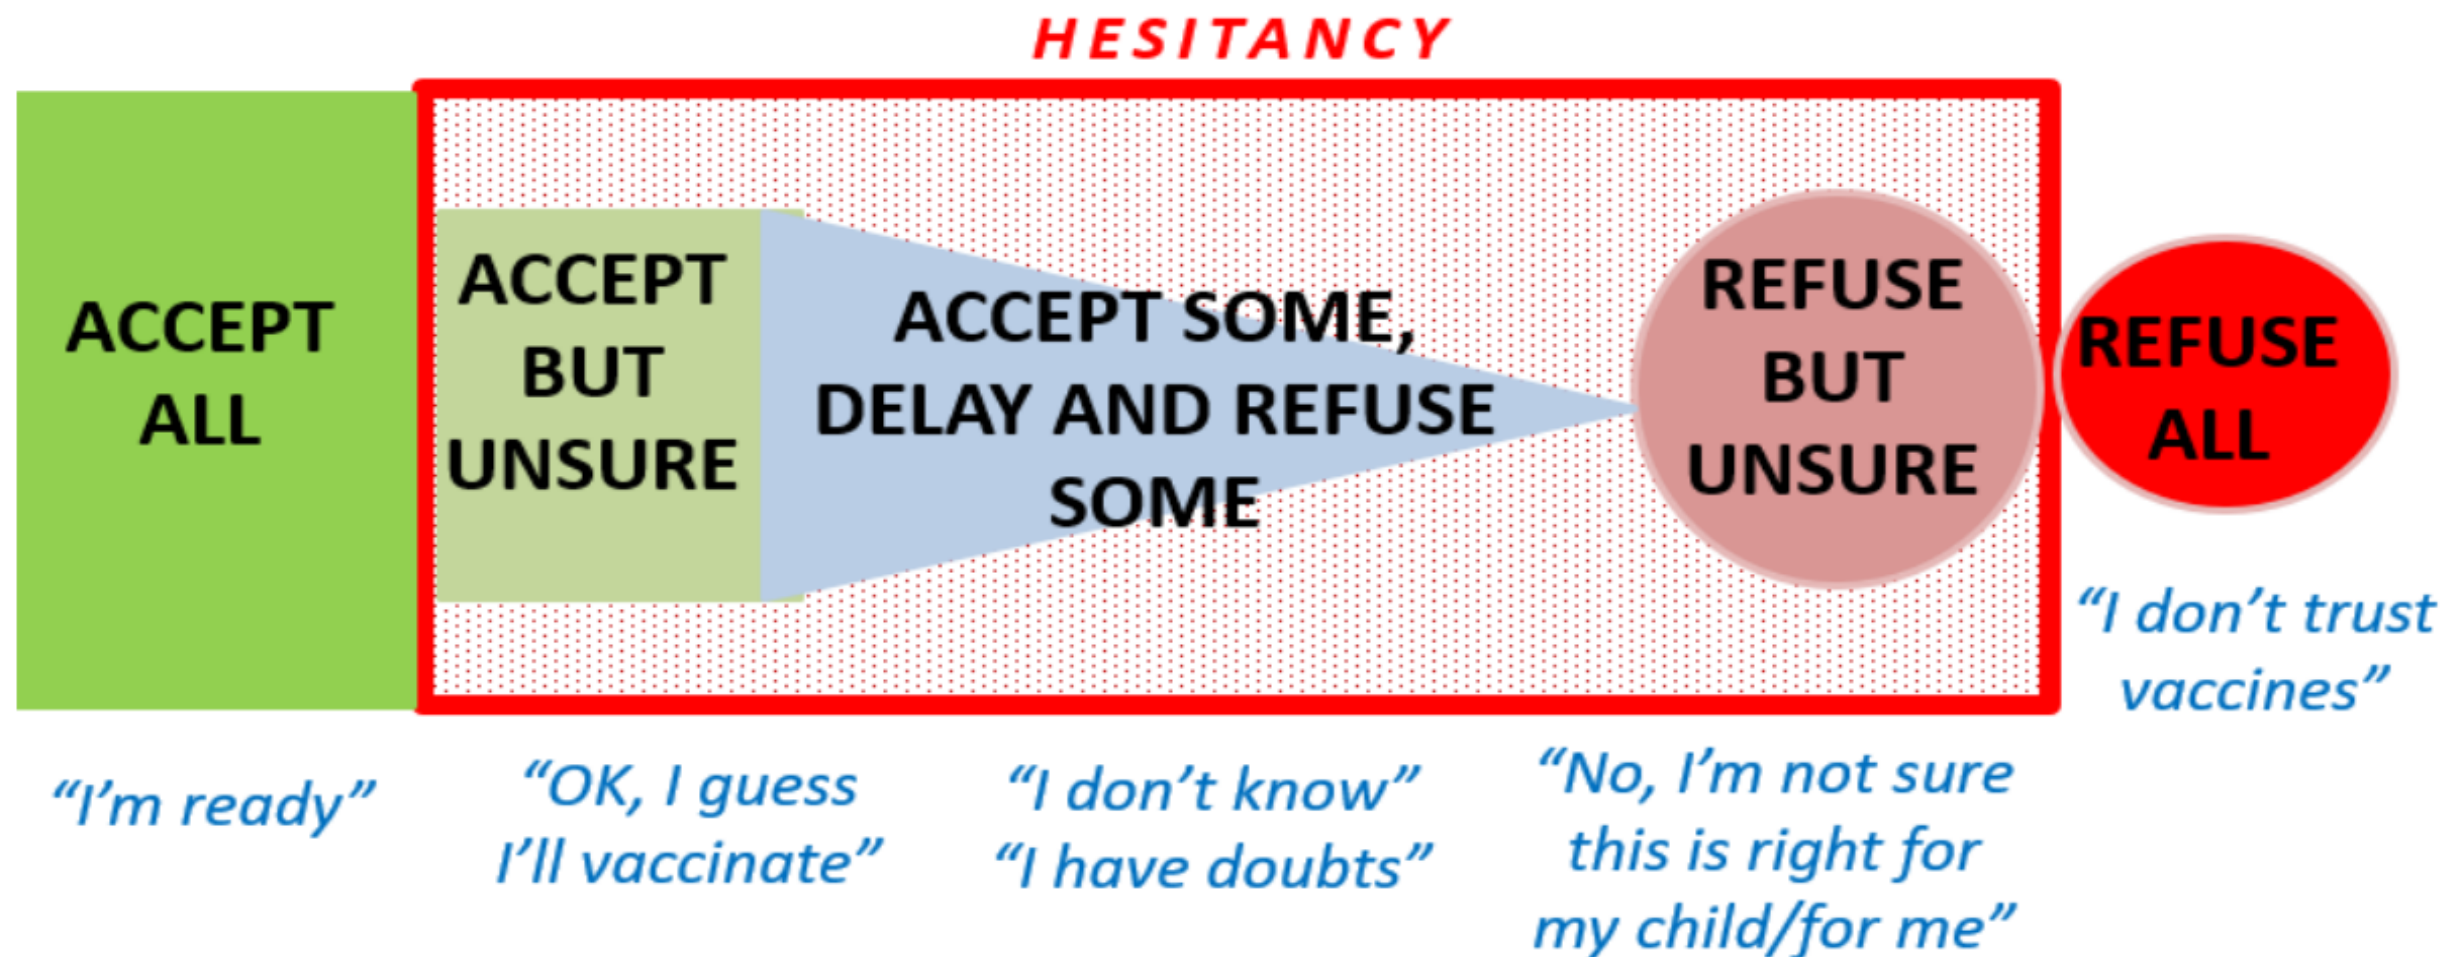 HESITANCY
ACCEPT
ALL
ACCEPT
BUT
UNSURE
ACCEPT SOME,
DELAY AND REFUSE
SOME
REFUSE
BUT
UNSURE
REFUSE
ALL
“I’m ready”
“OK, I guess
I’ll vaccinate”
“I don’t know”
“I have doubts”
“No, I’m not sure
this is right for
my child/for me”
“I don’t trust
vaccines”